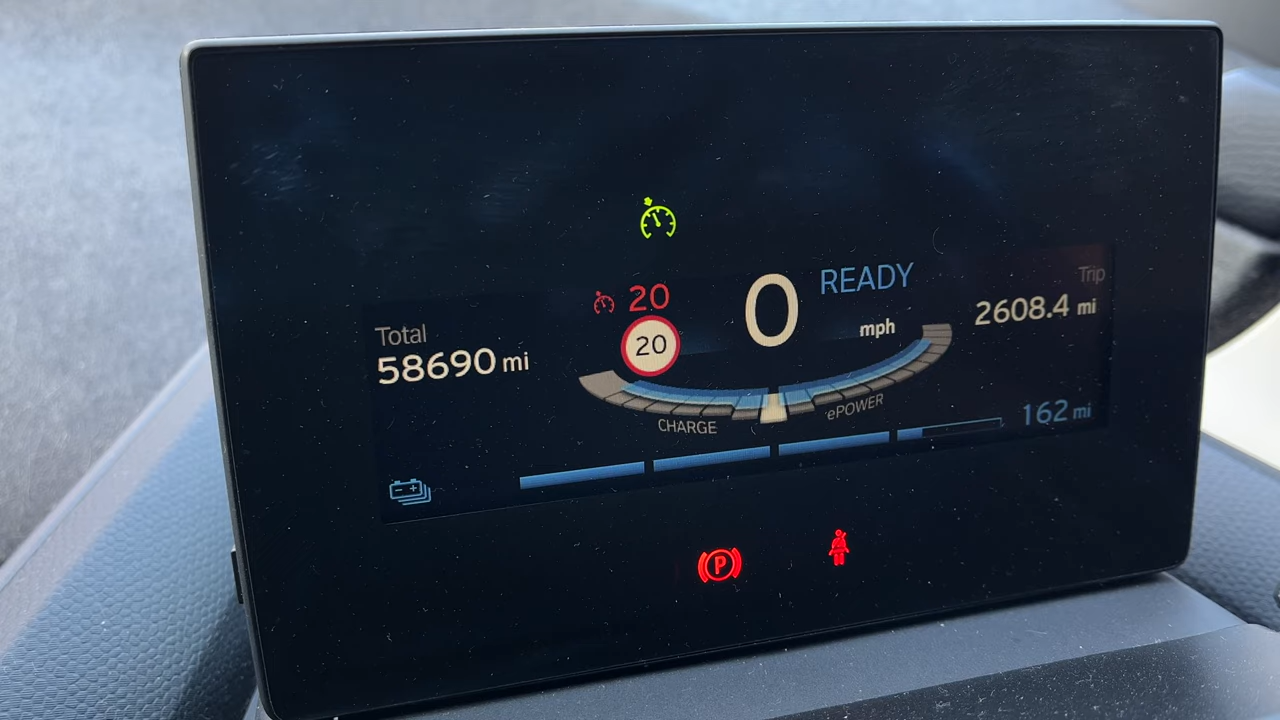 20
20
0
READY
mph
Total
58690 mi
Trip
2608.4 mi
CHARGE
ePOWER
162 mi
P